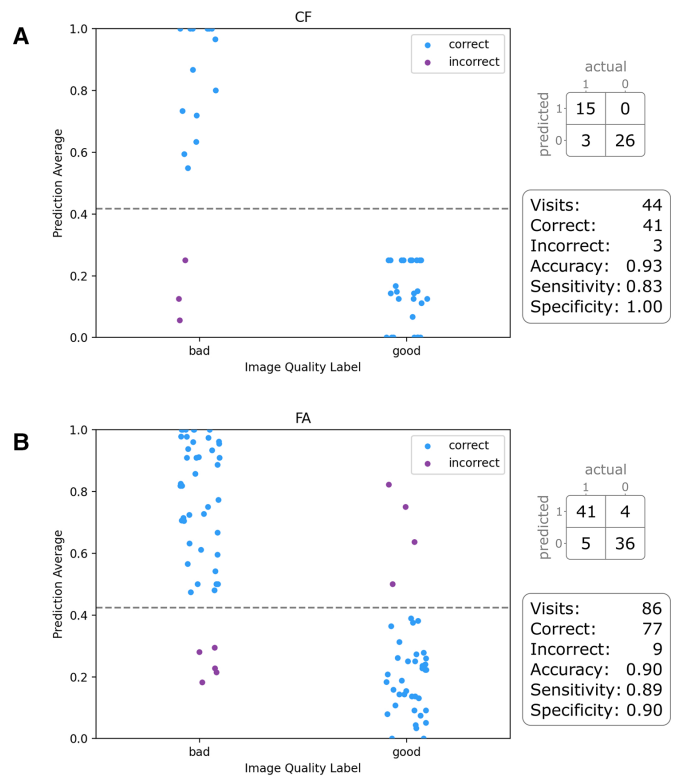 A
CF
correct
incorrect
1.0
0.8
0.6
0.4
0.2
0.0
Prediction Average
bad
good
Image Quality Label
actual
1 0
predicted
1 15 0
0 3 26
Visits: 44
Correct: 41
Incorrect: 3
Accuracy: 0.93
Sensitivity: 0.83
Specificity: 1.00
B
FA
correct
incorrect
1.0
0.8
0.6
0.4
0.2
0.0
Prediction Average
bad
good
Image Quality Label
actual
1 0
predicted
1 41 4
0 5 36
Visits: 86
Correct: 77
Incorrect: 9
Accuracy: 0.90
Sensitivity: 0.89
Specificity: 0.90